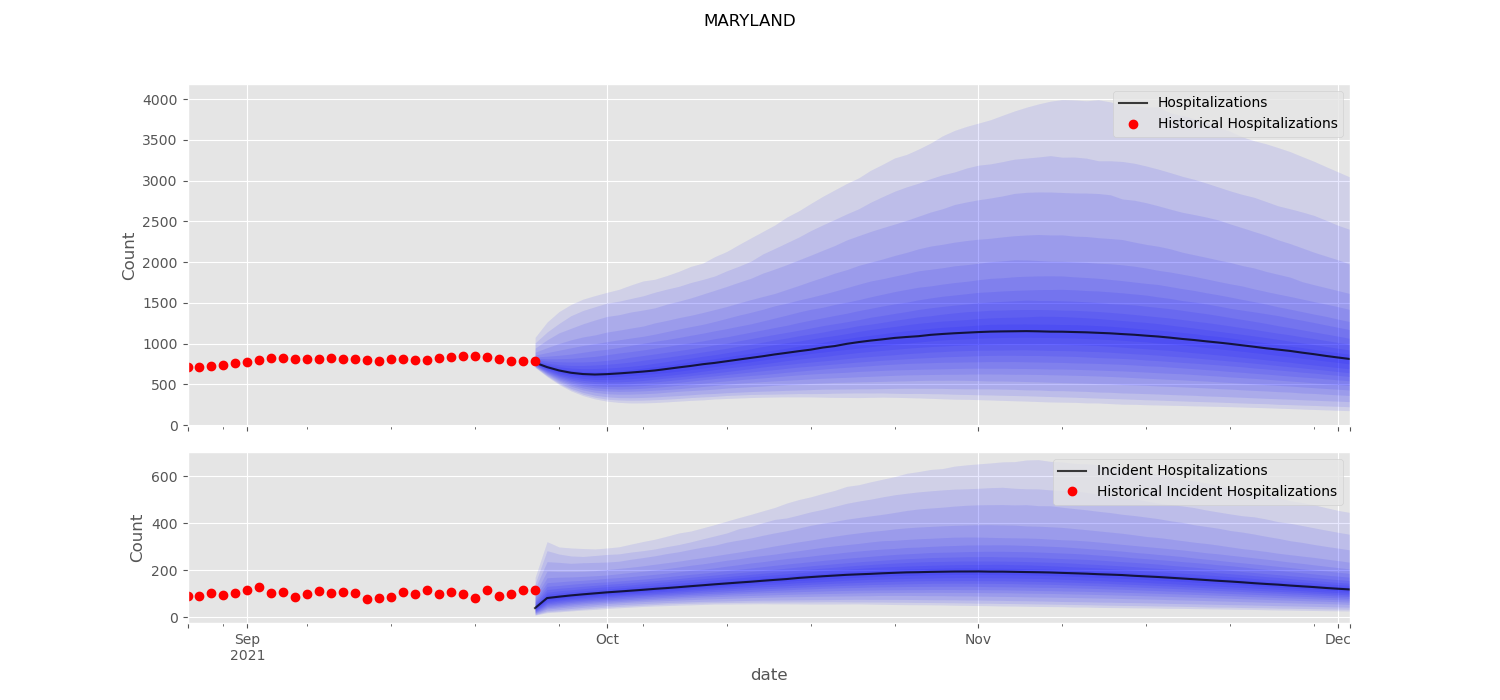 MARYLAND
4000
3500
3000
2500
2000
1500
1000
500
0
Count
Hospitalizations
Historical Hospitalizations
600
400
200
0
Count
Incident Hospitalizations
Historical Incident Hospitalizations
Sep
2021
Oct
Nov
Dec
date